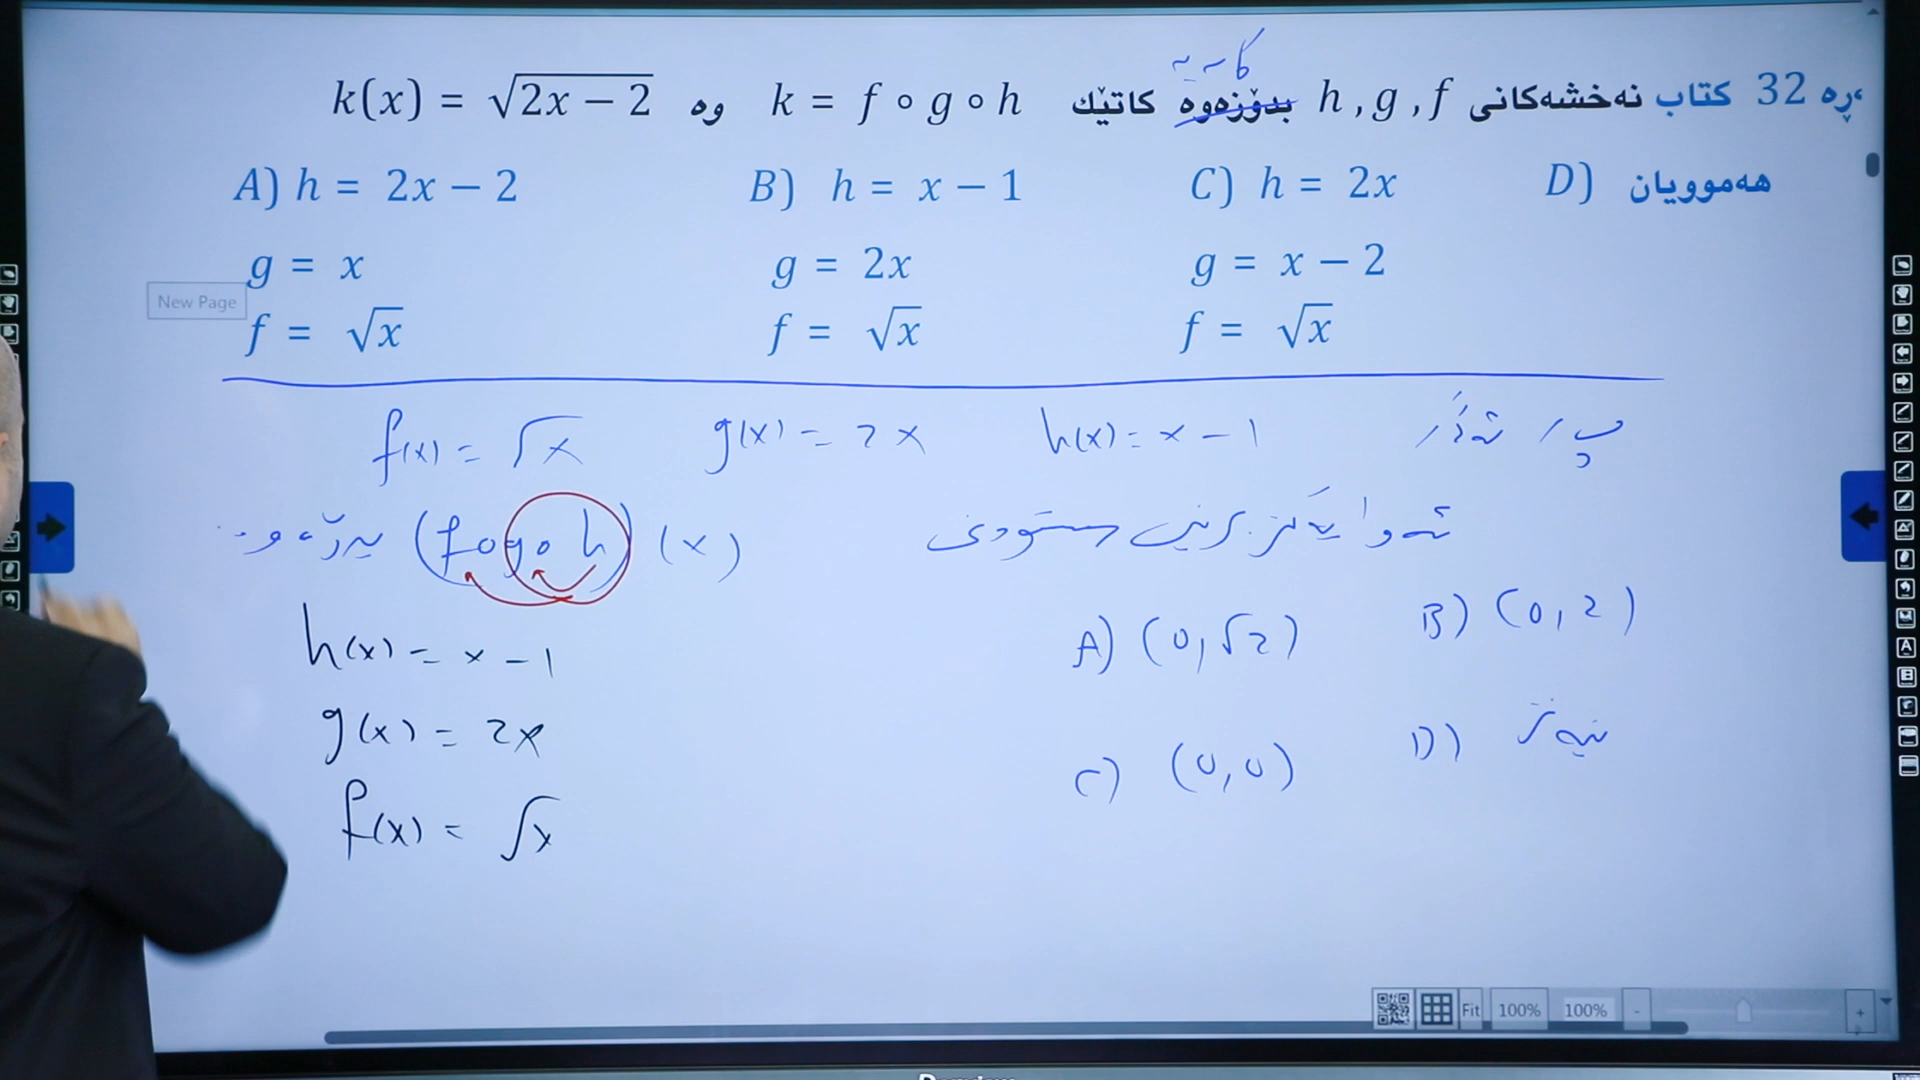 ڕە 32 کتاب نەخشەکانی h , g , f بدۆزەوە کاتێك k = f ∘ g ∘ h وە k(x) = √(2x − 2)
A) h = 2x − 2 B) h = x − 1 C) h = 2x D) هەموویان
g = x g = 2x g = x − 2
New Page
f = √x f = √x f = √x
f(x) = √x g(x) = 2x h(x) = x − 1
(f o g o h) (x)
h(x) = x − 1
A) (0, √2) B) (0, 2)
g(x) = 2x
C) (0, 0) D)
f(x) = √x
Fit 100% 100% - +